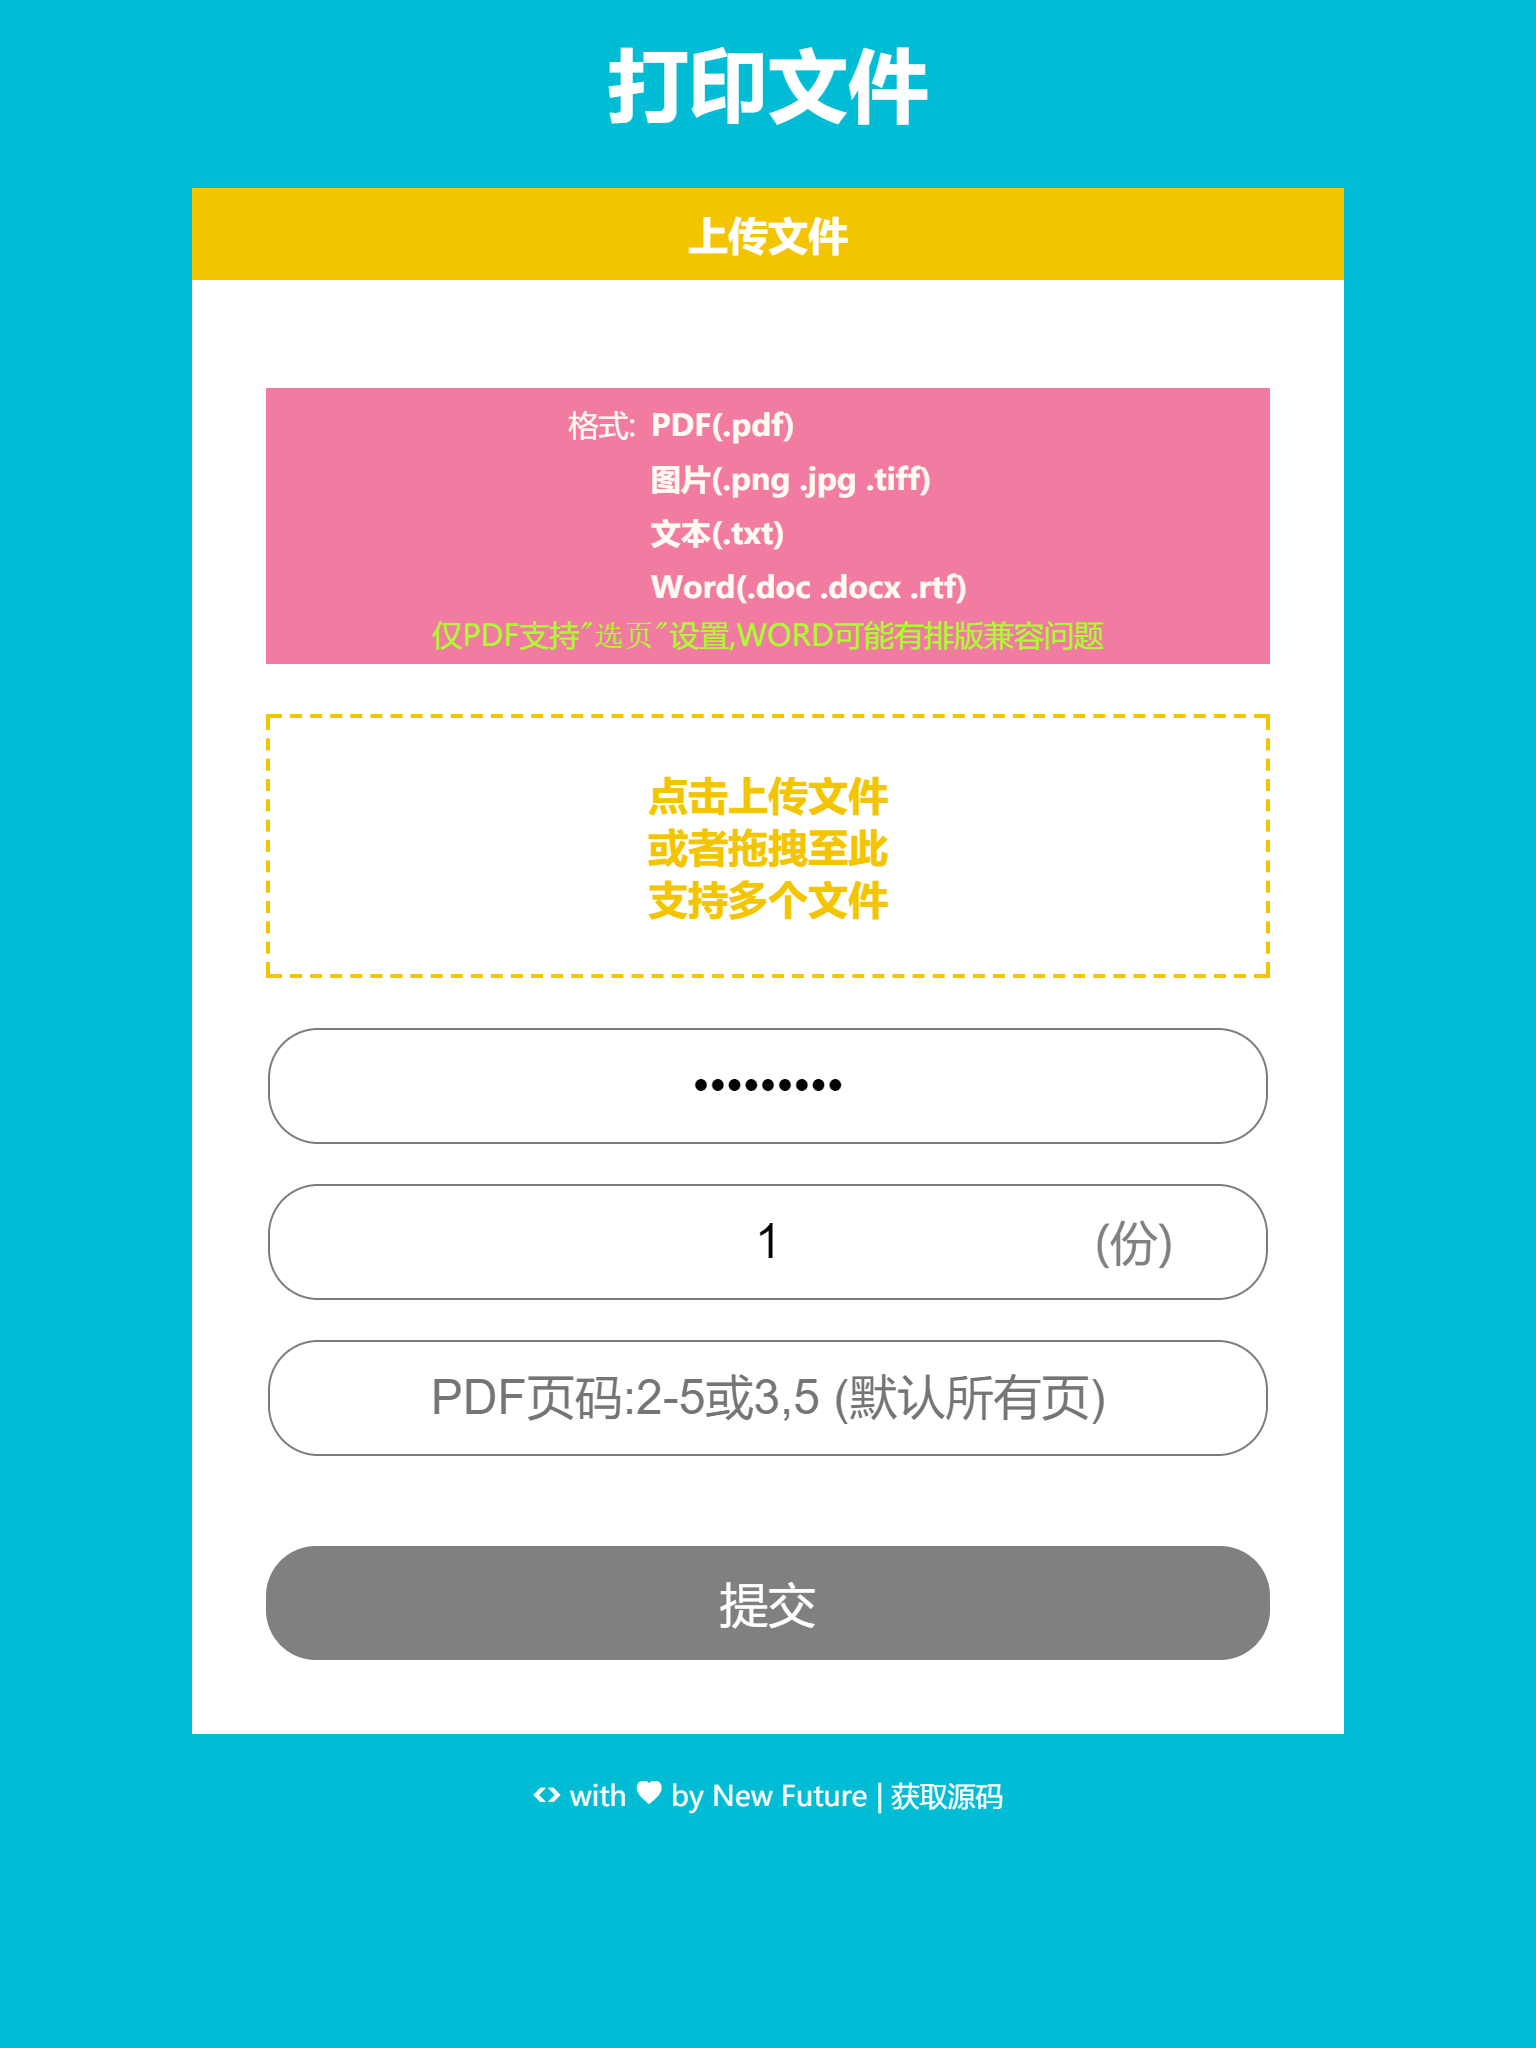 打印文件
上传文件
格式: PDF(.pdf)
图片(.png .jpg .tiff)
文本(.txt)
Word(.doc .docx .rtf)
仅PDF支持"选页"设置,WORD可能有排版兼容问题
点击上传文件
或者拖拽至此
支持多个文件
•••••••••
1 (份)
PDF页码:2-5或3,5 (默认所有页)
提交
<> with ♥ by New Future | 获取源码